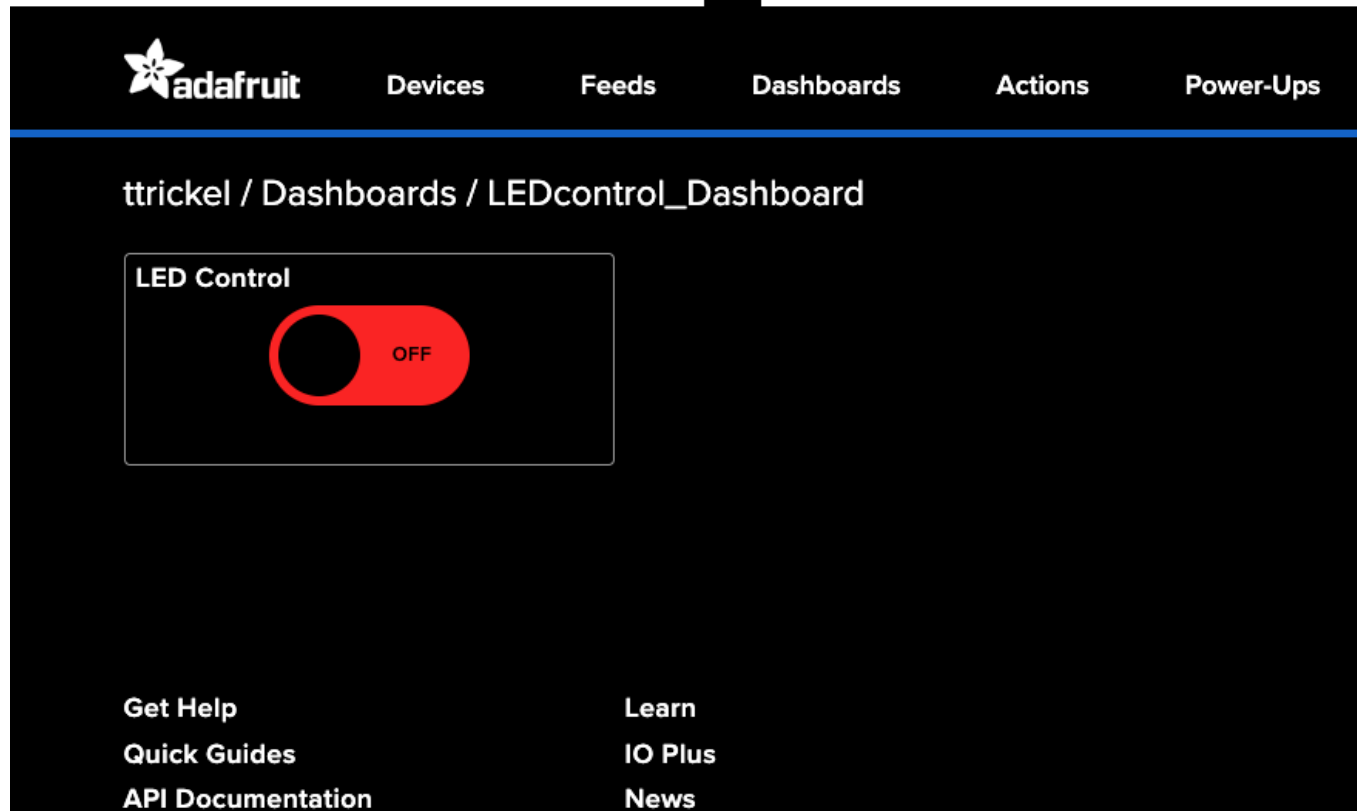 adafruit Devices Feeds Dashboards Actions Power-Ups
ttrickel / Dashboards / LEDcontrol_Dashboard
LED Control
OFF
Get Help
Quick Guides
API Documentation
Learn
IO Plus
News